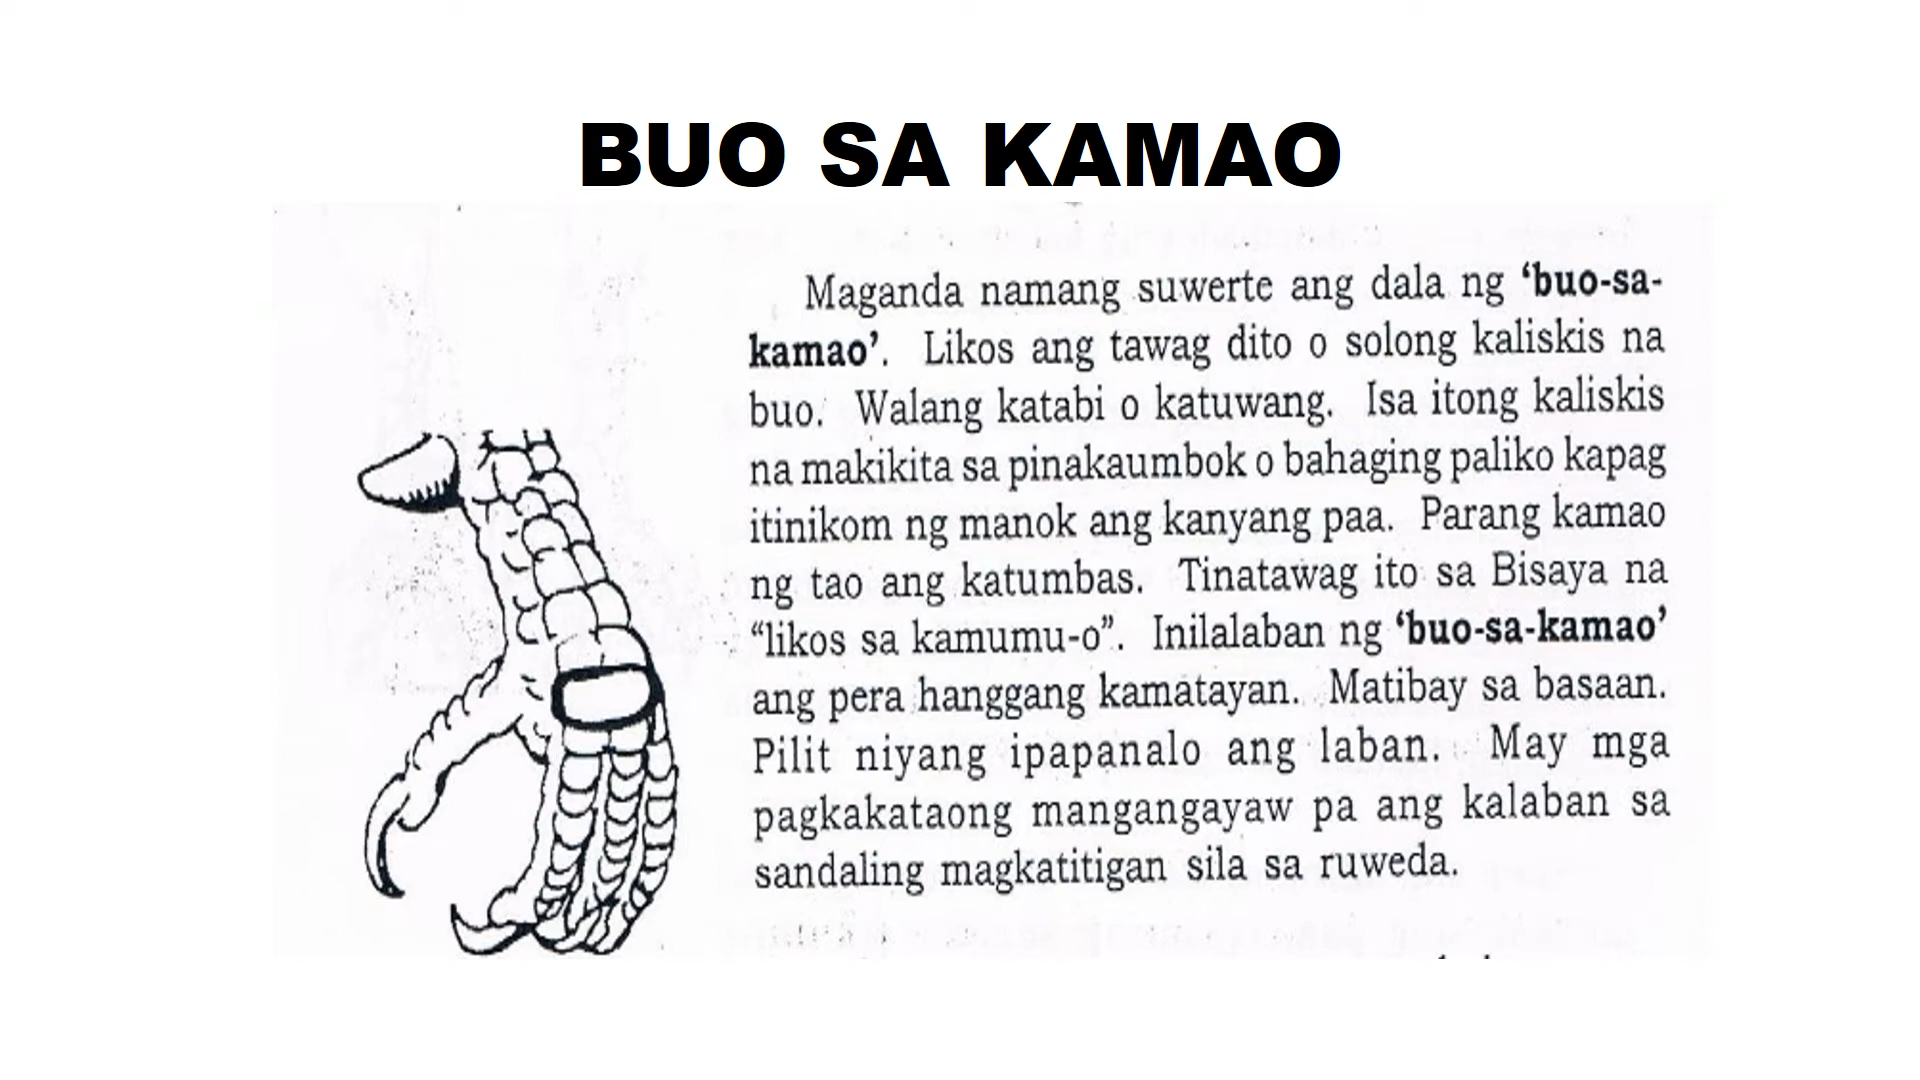 BUO SA KAMAO
Maganda namang suwerte ang dala ng ‘buo-sa-
kamao’. Likos ang tawag dito o solong kaliskis na
buo. Walang katabi o katuwang. Isa itong kaliskis
na makikita sa pinakaumbok o bahaging paliko kapag
itinikom ng manok ang kanyang paa. Parang kamao
ng tao ang katumbas. Tinatawag ito sa Bisaya na
“likos sa kamumu-o”. Inilalaban ng ‘buo-sa-kamao’
ang pera hanggang kamatayan. Matibay sa basaan.
Pilit niyang ipapanalo ang laban. May mga
pagkakataong mangangayaw pa ang kalaban sa
sandaling magkatitigan sila sa ruweda.